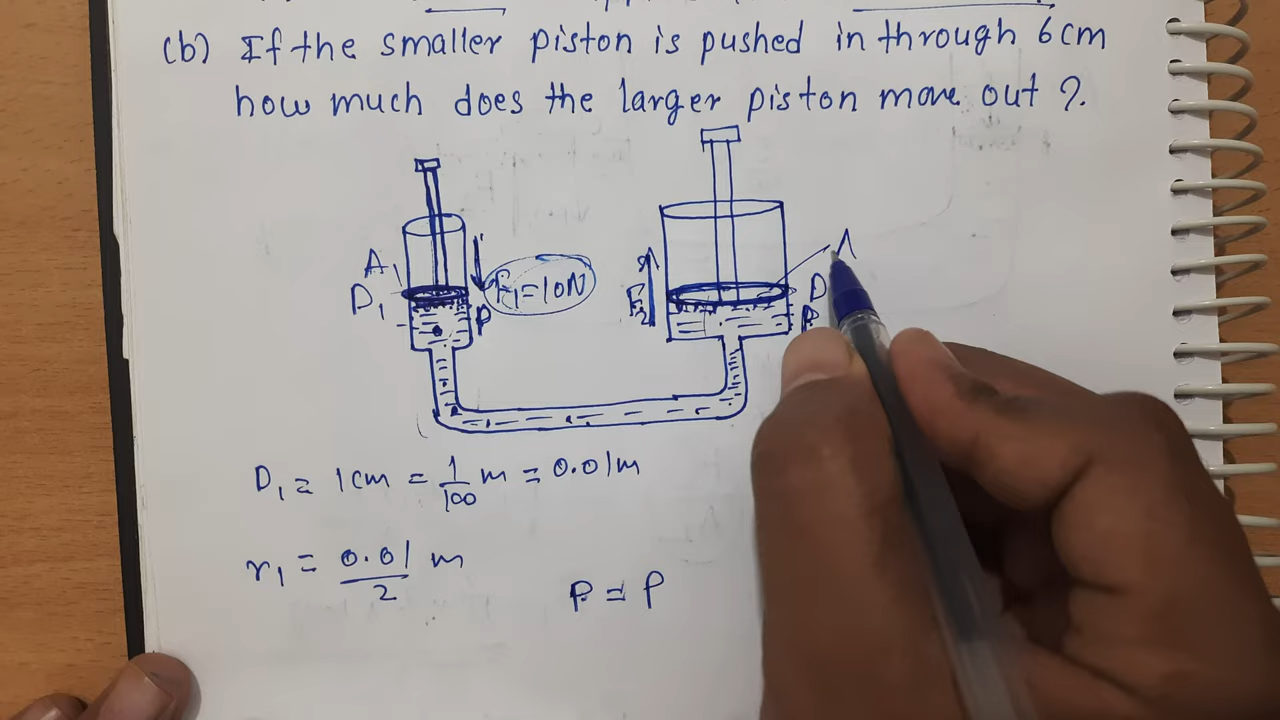 (b) If the smaller piston is pushed in through 6cm
how much does the larger piston move out ?.
A₁
D₁
F₁=10N
P
F₂
A
D
P
D₁ = 1cm = 1/100 m = 0.01m
r₁ = 0.01/2 m
P = P